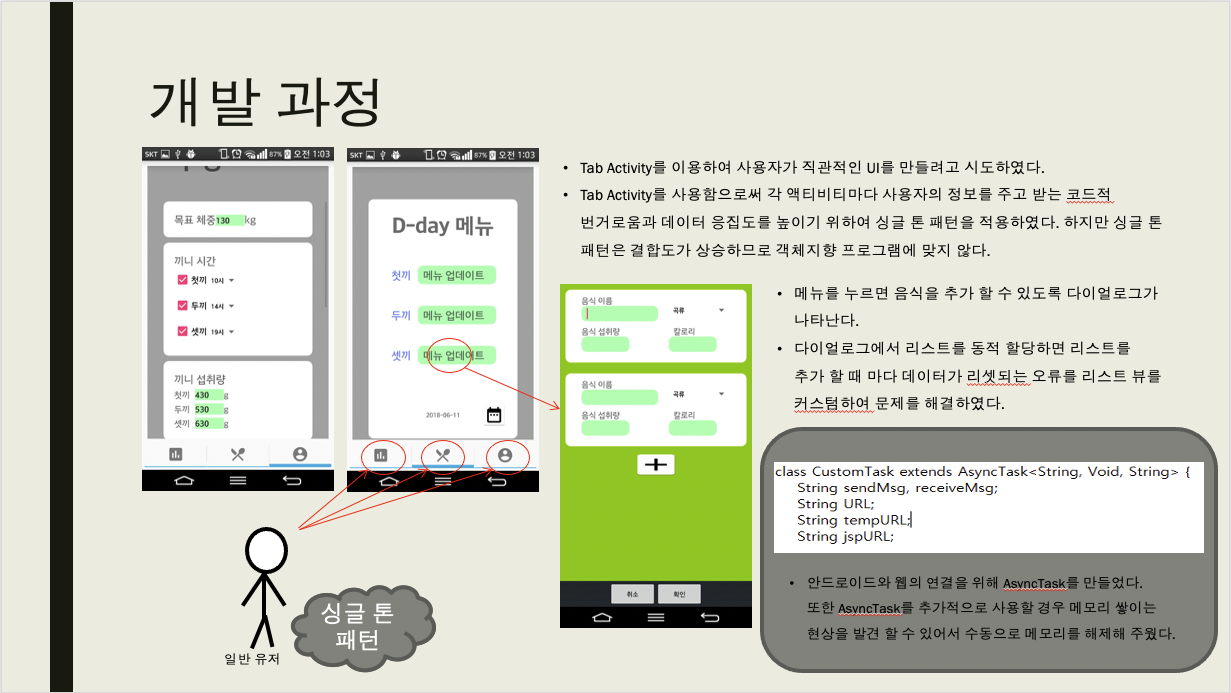 개발 과정
SKT 87% 오전 1:03
목표 체중130 kg
끼니 시간
첫끼 10시
두끼 14시
셋끼 19시
끼니 섭취량
첫끼 430 g
두끼 530 g
셋끼 630 g
SKT 87% 오전 1:03
D-day 메뉴
첫끼 메뉴 업데이트
두끼 메뉴 업데이트
셋끼 메뉴 업데이트
2018-06-11
• Tab Activity를 이용하여 사용자가 직관적인 UI를 만들려고 시도하였다.
• Tab Activity를 사용함으로써 각 액티비티마다 사용자의 정보를 주고 받는 코드적
번거로움과 데이터 응집도를 높이기 위하여 싱글 톤 패턴을 적용하였다. 하지만 싱글 톤
패턴은 결합도가 상승하므로 객체지향 프로그램에 맞지 않다.
음식 이름
곡류
음식 섭취량 칼로리
음식 이름
곡류
음식 섭취량 칼로리
취소 확인
• 메뉴를 누르면 음식을 추가 할 수 있도록 다이얼로그가
나타난다.
• 다이얼로그에서 리스트를 동적 할당하면 리스트를
추가 할 때 마다 데이터가 리셋되는 오류를 리스트 뷰를
커스텀하여 문제를 해결하였다.
class CustomTask extends AsyncTask<String, Void, String> {
String sendMsg, receiveMsg;
String URL;
String tempURL;
String jspURL;
• 안드로이드와 웹의 연결을 위해 AsyncTask를 만들었다.
또한 AsyncTask를 추가적으로 사용할 경우 메모리 쌓이는
현상을 발견 할 수 있어서 수동으로 메모리를 해제해 주웠다.
싱글 톤
패턴
일반 유저